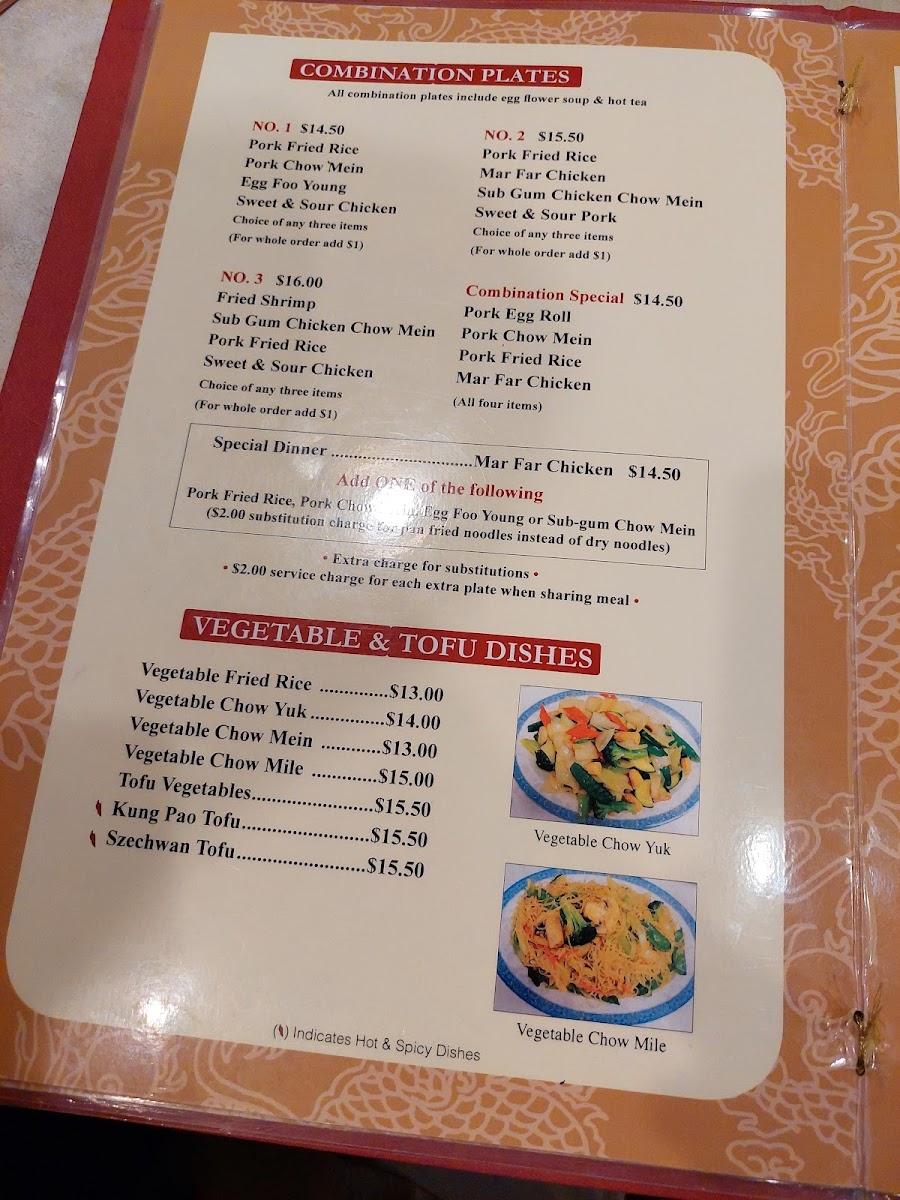 COMBINATION PLATES
All combination plates include egg flower soup & hot tea
NO. 1 $14.50
Pork Fried Rice
Pork Chow Mein
Egg Foo Young
Sweet & Sour Chicken
Choice of any three items
(For whole order add $1)
NO. 2 $15.50
Pork Fried Rice
Mar Far Chicken
Sub Gum Chicken Chow Mein
Sweet & Sour Pork
Choice of any three items
(For whole order add $1)
NO. 3 $16.00
Fried Shrimp
Sub Gum Chicken Chow Mein
Pork Fried Rice
Sweet & Sour Chicken
Choice of any three items
(For whole order add $1)
Combination Special $14.50
Pork Egg Roll
Pork Chow Mein
Pork Fried Rice
Mar Far Chicken
(All four items)
Special Dinner ............................Mar Far Chicken $14.50
Add ONE of the following
Pork Fried Rice, Pork Chow Mein, Egg Foo Young or Sub-gum Chow Mein
($2.00 substitution charge for pan fried noodles instead of dry noodles)
• Extra charge for substitutions •
• $2.00 service charge for each extra plate when sharing meal •
VEGETABLE & TOFU DISHES
Vegetable Fried Rice ..............$13.00
Vegetable Chow Yuk ...............$14.00
Vegetable Chow Mein ............$13.00
Vegetable Chow Mile .............$15.00
Tofu Vegetables.........................$15.50
Kung Pao Tofu..........................$15.50
Szechwan Tofu..........................$15.50
Vegetable Chow Yuk
Vegetable Chow Mile
() Indicates Hot & Spicy Dishes